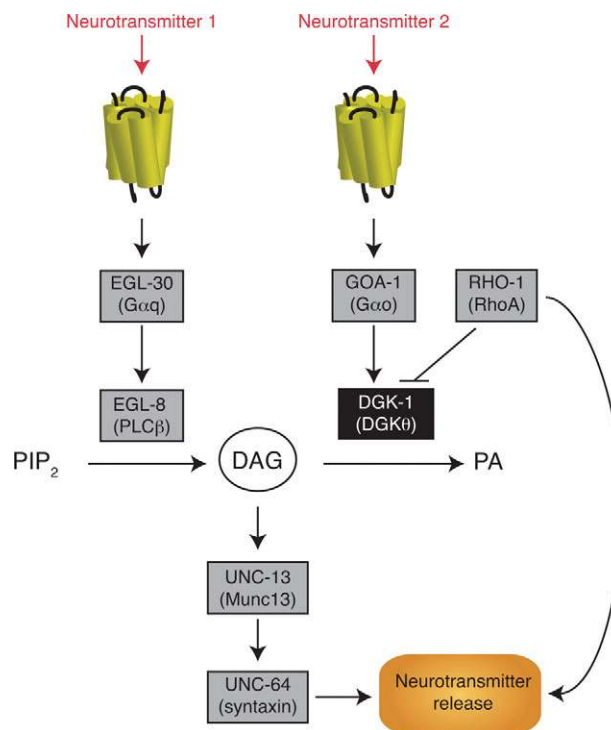 Neurotransmitter 1
Neurotransmitter 2
EGL-30
(Gαq)
GOA-1
(Gαo)
RHO-1
(RhoA)
EGL-8
(PLCβ)
DGK-1
(DGKθ)
PIP₂
DAG
PA
UNC-13
(Munc13)
UNC-64
(syntaxin)
Neurotransmitter
release